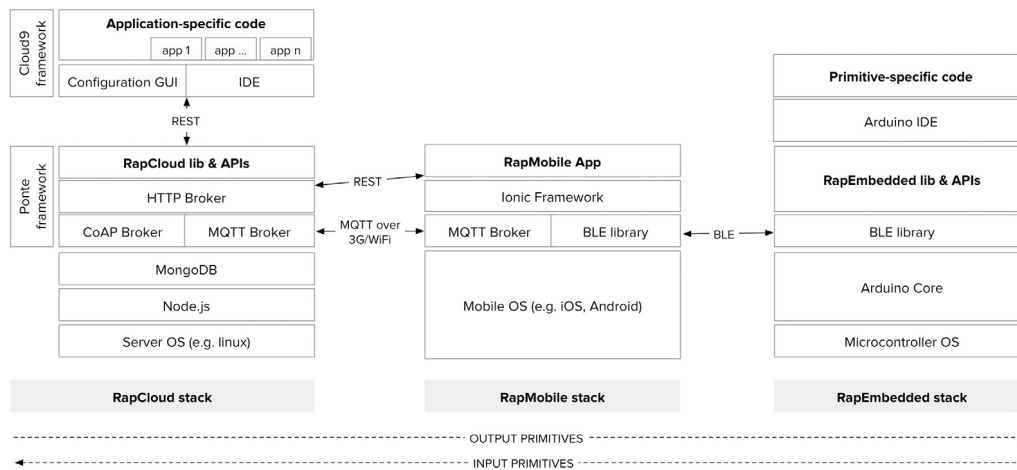 Cloud9
framework
Application-specific code
app 1
app ...
app n
Configuration GUI
IDE
REST
Ponte
framework
RapCloud lib & APIs
HTTP Broker
CoAP Broker
MQTT Broker
MongoDB
Node.js
Server OS (e.g. linux)
RapCloud stack
REST
MQTT over
3G/WiFi
RapMobile App
Ionic Framework
MQTT Broker
BLE library
Mobile OS (e.g. iOS, Android)
RapMobile stack
BLE
Primitive-specific code
Arduino IDE
RapEmbedded lib & APIs
BLE library
Arduino Core
Microcontroller OS
RapEmbedded stack
OUTPUT PRIMITIVES
INPUT PRIMITIVES